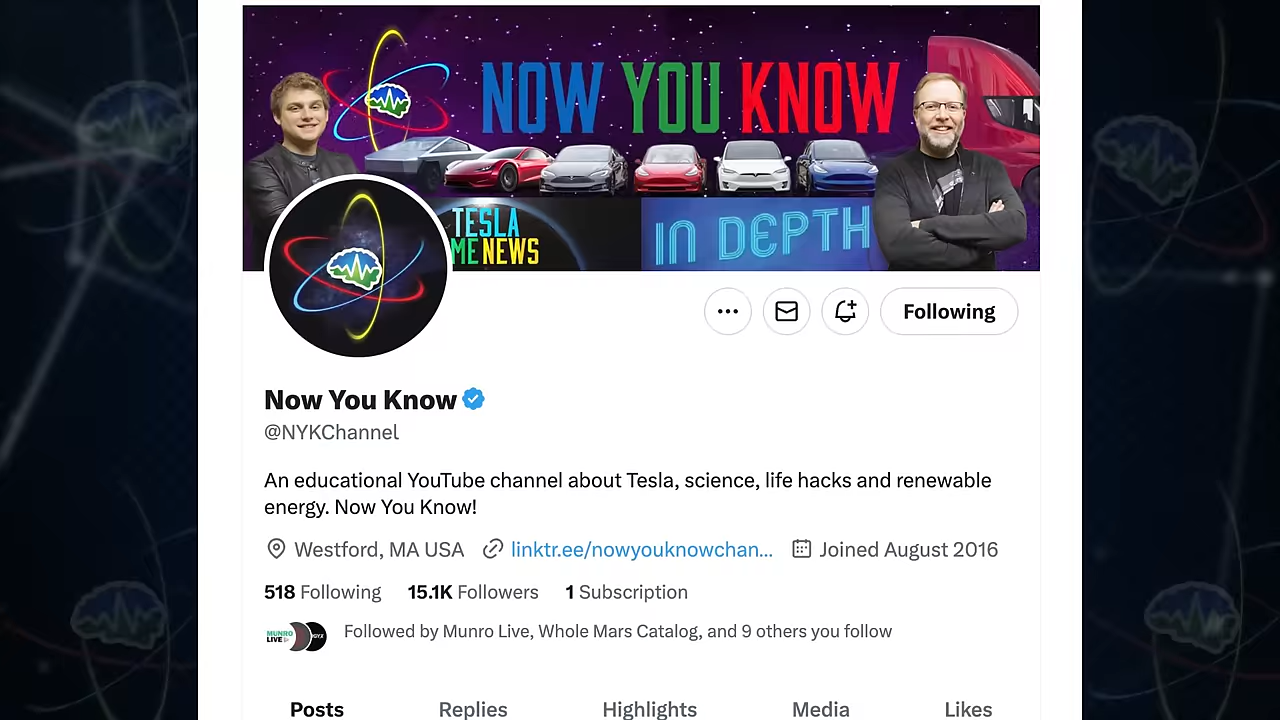 NOW YOU KNOW
TESLA
ME NEWS
IN DEPTH
Following
Now You Know
@NYKChannel
An educational YouTube channel about Tesla, science, life hacks and renewable
energy. Now You Know!
Westford, MA USA linktr.ee/nowyouknowchan... Joined August 2016
518 Following 15.1K Followers 1 Subscription
MUNRO
LIVE
Followed by Munro Live, Whole Mars Catalog, and 9 others you follow
Posts Replies Highlights Media Likes